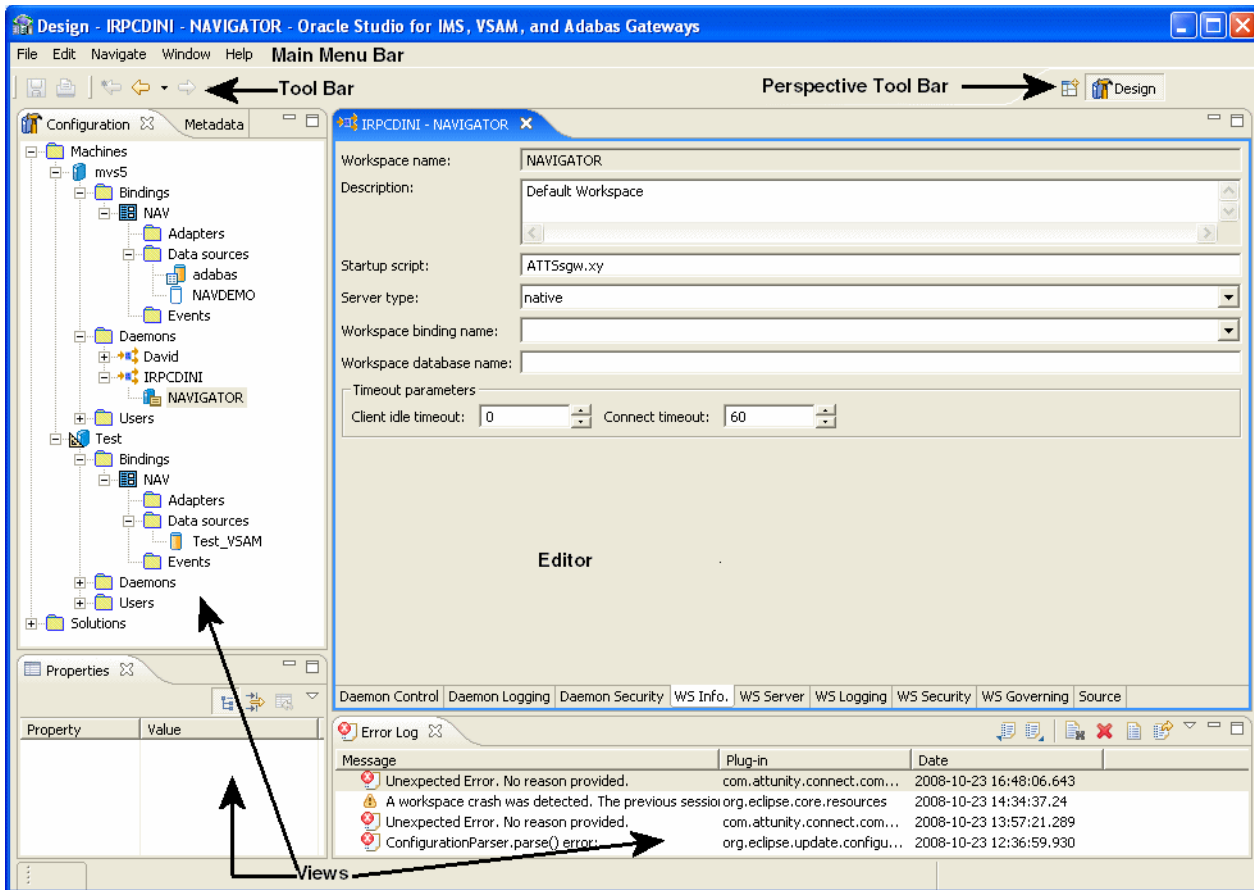 Design - IRPCDINI - NAVIGATOR - Oracle Studio for IMS, VSAM, and Adabas Gateways
File Edit Navigate Window Help Main Menu Bar
Tool Bar
Perspective Tool Bar
Design
Configuration
Metadata
Machines
mvs5
Bindings
NAV
Adapters
Data sources
adabas
NAVDEMO
Events
Daemons
David
IRPCDINI
NAVIGATOR
Users
Test
Bindings
NAV
Adapters
Data sources
Test_VSAM
Events
Daemons
Users
Solutions
IRPCDINI - NAVIGATOR
Workspace name: NAVIGATOR
Description: Default Workspace
Startup script: ATTSsgw.xy
Server type: native
Workspace binding name:
Workspace database name:
Timeout parameters
Client idle timeout: 0 Connect timeout: 60
Editor
Daemon Control Daemon Logging Daemon Security WS Info. WS Server WS Logging WS Security WS Governing Source
Properties
Property Value
Error Log
Message Plug-in Date
Unexpected Error. No reason provided. com.attunity.connect.com... 2008-10-23 16:48:06.643
A workspace crash was detected. The previous session org.eclipse.core.resources 2008-10-23 14:34:37.24
Unexpected Error. No reason provided. com.attunity.connect.com... 2008-10-23 13:57:21.289
ConfigurationParser.parse() error: org.eclipse.update.configu... 2008-10-23 12:36:59.930
Views